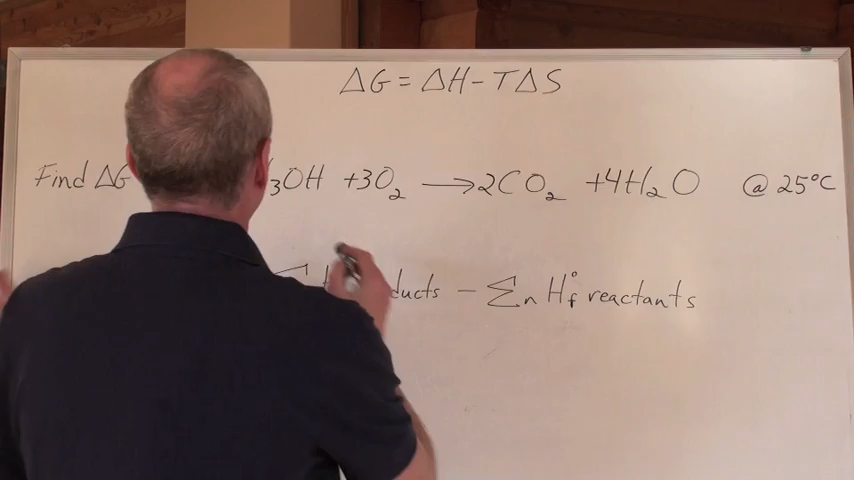 ΔG = ΔH - TΔS
Find ΔG ₃OH + 3O₂ → 2CO₂ + 4H₂O @ 25°C
ducts - Σn H°f reactants